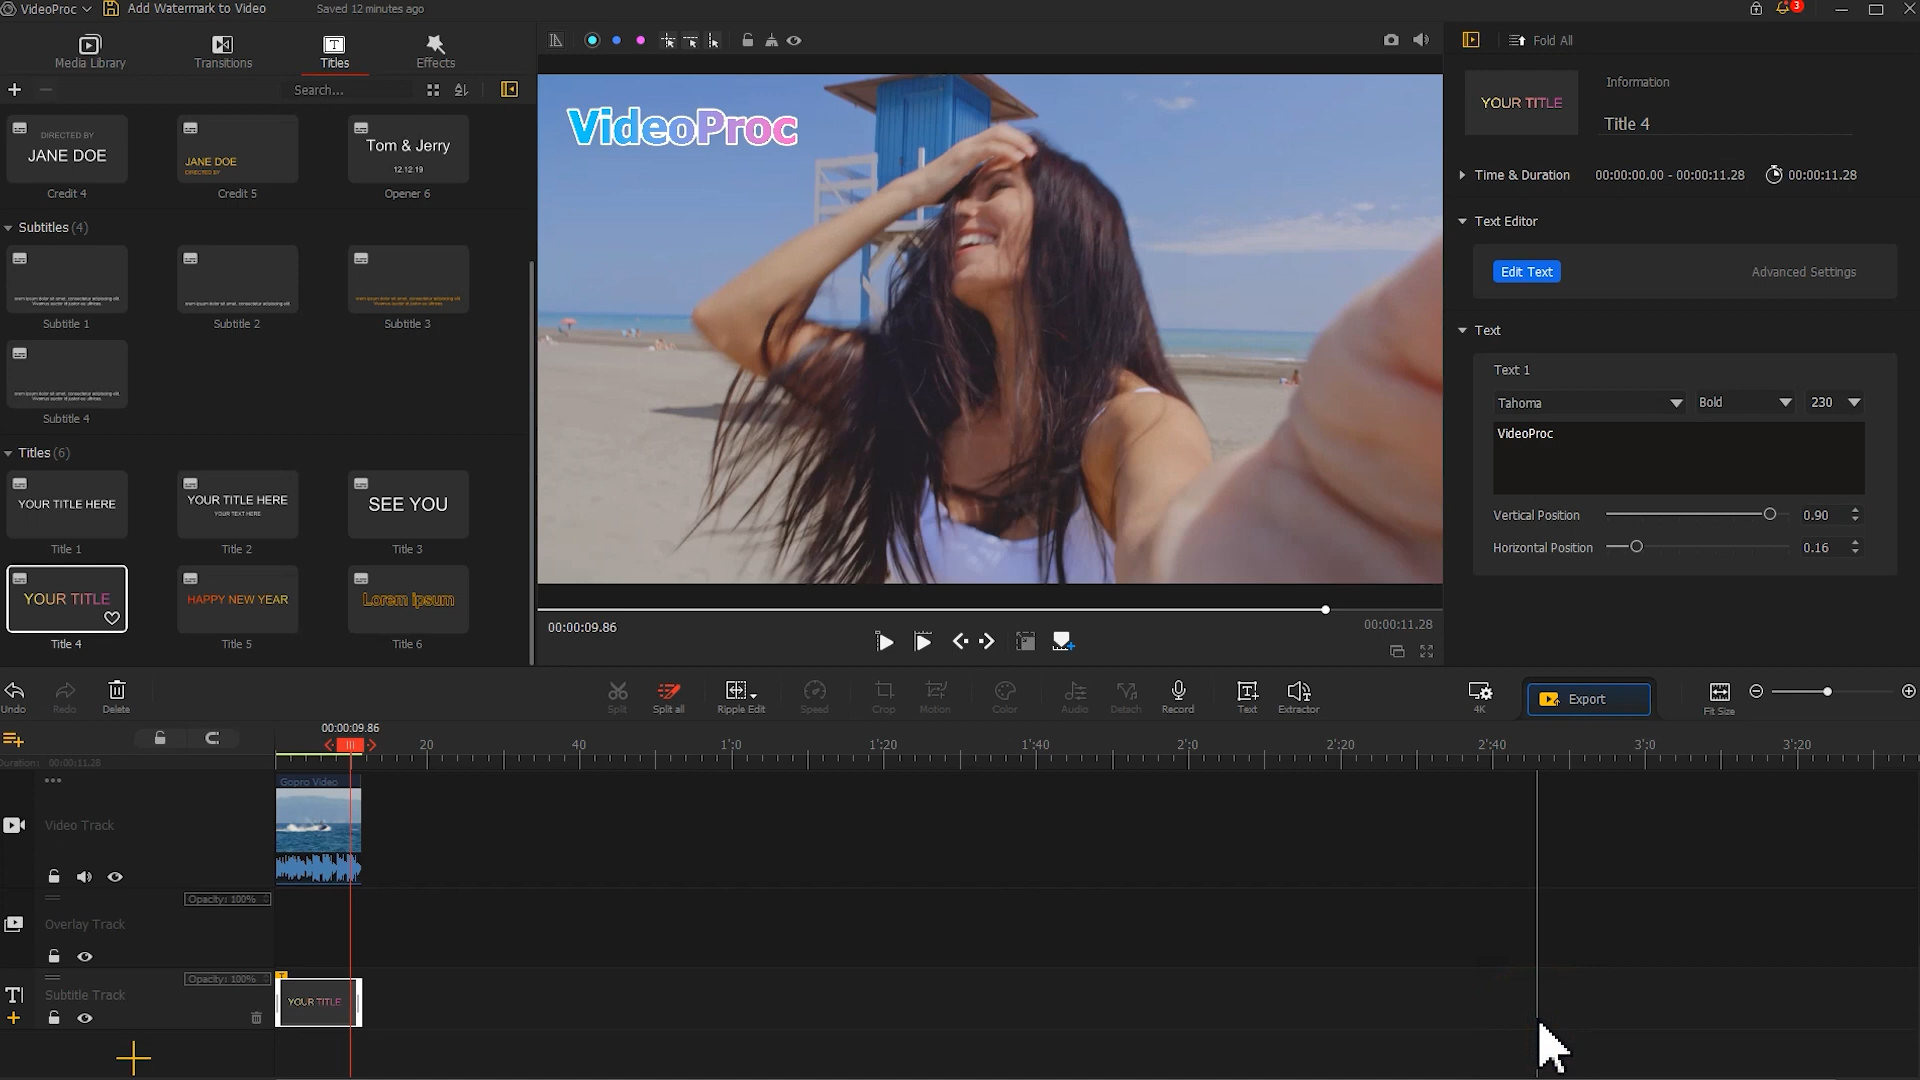 VideoProc
Add Watermark to Video
Saved 12 minutes ago
3
Media Library
Transitions
Titles
Effects
Search...
DIRECTED BY
JANE DOE
Credit 4
JANE DOE
DIRECTED BY
Credit 5
Tom & Jerry
12.12.19
Opener 6
Subtitles (4)
Subtitle 1
Subtitle 2
Subtitle 3
Subtitle 4
Titles (6)
YOUR TITLE HERE
Title 1
YOUR TITLE HERE
YOUR TEXT HERE
Title 2
SEE YOU
Title 3
YOUR TITLE
Title 4
HAPPY NEW YEAR
Title 5
Lorem ipsum
Title 6
VideoProc
00:00:09.86
00:00:11.28
Fold All
YOUR TITLE
Information
Title 4
Time & Duration
00:00:00.00 - 00:00:11.28
00:00:11.28
Text Editor
Edit Text
Advanced Settings
Text
Text 1
Tahoma
Bold
230
VideoProc
Vertical Position
0.90
Horizontal Position
0.16
Undo
Redo
Delete
Split
Split all
Ripple Edit
Speed
Crop
Motion
Color
Audio
Detach
Record
Text
Extractor
4K
Export
Fit Size
00:00:09.86
20
40
1':0
1':20
1':40
2':0
2':20
2':40
3':0
3':20
Duration: 00:00:11.28
Gopro Video
Video Track
Opacity: 100%
Overlay Track
Opacity: 100%
Subtitle Track
YOUR TITLE